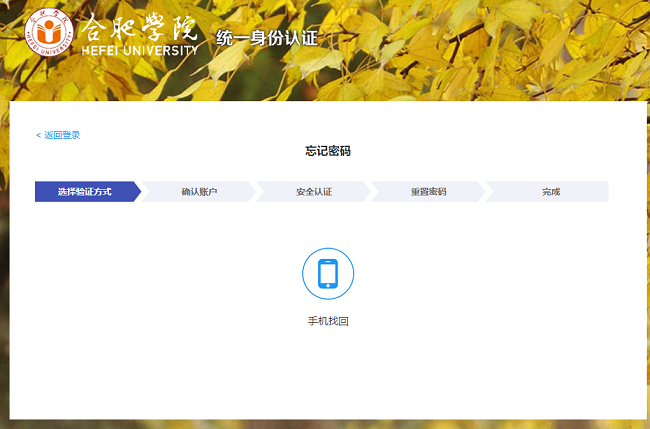 合肥学院
HEFEI UNIVERSITY
统一身份认证
< 返回登录
忘记密码
选择验证方式
确认账户
安全认证
重置密码
完成
手机找回